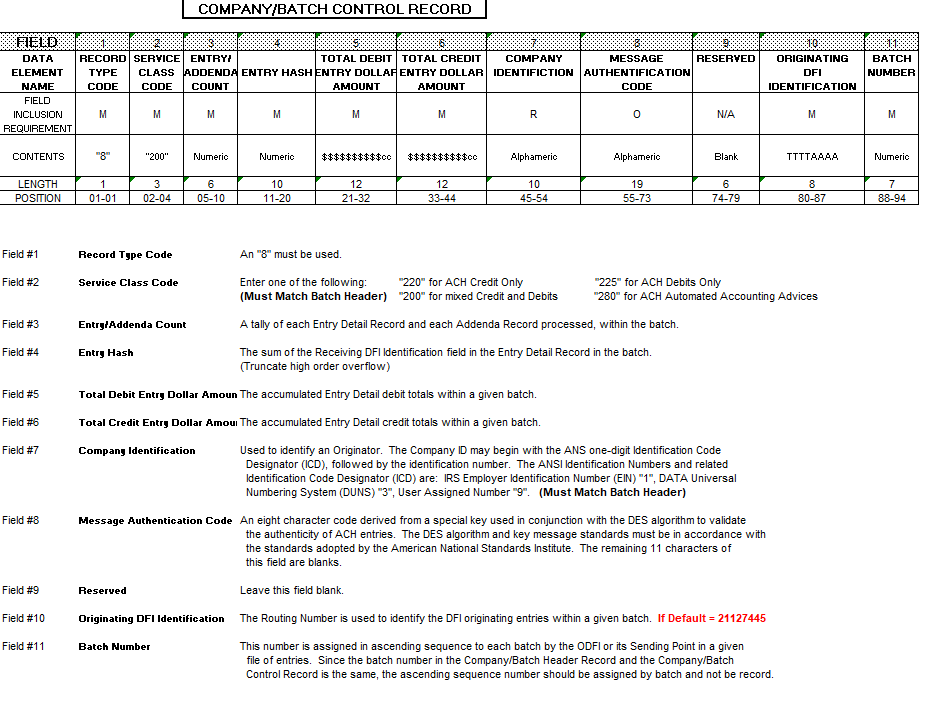 COMPANY/BATCH CONTROL RECORD
FIELD 1 2 3 4 5 6 7 8 9 10 11
DATA ELEMENT NAME RECORD TYPE CODE SERVICE CLASS CODE ENTRY/ ADDENDA COUNT ENTRY HASH TOTAL DEBIT ENTRY DOLLAR AMOUNT TOTAL CREDIT ENTRY DOLLAR AMOUNT COMPANY IDENTIFICTION MESSAGE AUTHENTIFICATION CODE RESERVED ORIGINATING DFI IDENTIFICATION BATCH NUMBER
FIELD INCLUSION REQUIREMENT M M M M M M R O N/A M M
CONTENTS "8" "200" Numeric Numeric $$$$$$$$$$cc $$$$$$$$$$cc Alphameric Alphameric Blank TTTTAAAA Numeric
LENGTH 1 3 6 10 12 12 10 19 6 8 7
POSITION 01-01 02-04 05-10 11-20 21-32 33-44 45-54 55-73 74-79 80-87 88-94
Field #1 Record Type Code An "8" must be used.
Field #2 Service Class Code Enter one of the following: "220" for ACH Credit Only "225" for ACH Debits Only
(Must Match Batch Header) "200" for mixed Credit and Debits "280" for ACH Automated Accounting Advices
Field #3 Entry/Addenda Count A tally of each Entry Detail Record and each Addenda Record processed, within the batch.
Field #4 Entry Hash The sum of the Receiving DFI Identification field in the Entry Detail Record in the batch.
(Truncate high order overflow)
Field #5 Total Debit Entry Dollar Amoun The accumulated Entry Detail debit totals within a given batch.
Field #6 Total Credit Entry Dollar Amou The accumulated Entry Detail credit totals within a given batch.
Field #7 Company Identification Used to identify an Originator. The Company ID may begin with the ANS one-digit Identification Code
Designator (ICD), followed by the identification number. The ANSI Identification Numbers and related
Identification Code Designator (ICD) are: IRS Employer Identification Number (EIN) "1", DATA Universal
Numbering System (DUNS) "3", User Assigned Number "9". (Must Match Batch Header)
Field #8 Message Authentication Code An eight character code derived from a special key used in conjunction with the DES algorithm to validate
the authenticity of ACH entries. The DES algorithm and key message standards must be in accordance with
the standards adopted by the American National Standards Institute. The remaining 11 characters of
this field are blanks.
Field #9 Reserved Leave this field blank.
Field #10 Originating DFI Identification The Routing Number is used to identify the DFI originating entries within a given batch. If Default = 21127445
Field #11 Batch Number This number is assigned in ascending sequence to each batch by the ODFI or its Sending Point in a given
file of entries. Since the batch number in the Company/Batch Header Record and the Company/Batch
Control Record is the same, the ascending sequence number should be assigned by batch and not be record.